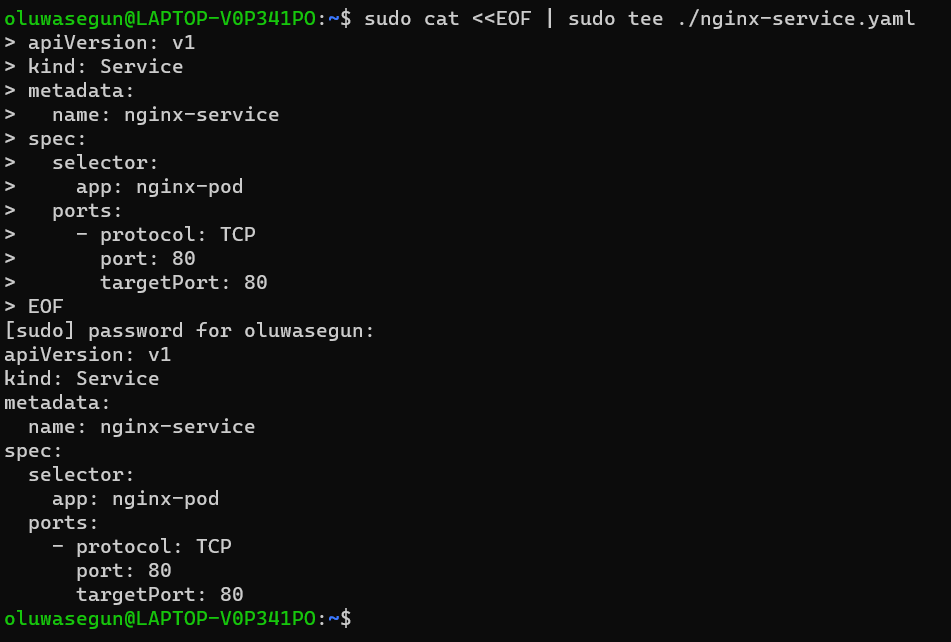 oluwasegun@LAPTOP-V0P341PO:~$ sudo cat <<EOF | sudo tee ./nginx-service.yaml
> apiVersion: v1
> kind: Service
> metadata:
>   name: nginx-service
> spec:
>   selector:
>     app: nginx-pod
>   ports:
>     - protocol: TCP
>       port: 80
>       targetPort: 80
> EOF
[sudo] password for oluwasegun:
apiVersion: v1
kind: Service
metadata:
  name: nginx-service
spec:
  selector:
    app: nginx-pod
  ports:
    - protocol: TCP
      port: 80
      targetPort: 80
oluwasegun@LAPTOP-V0P341PO:~$